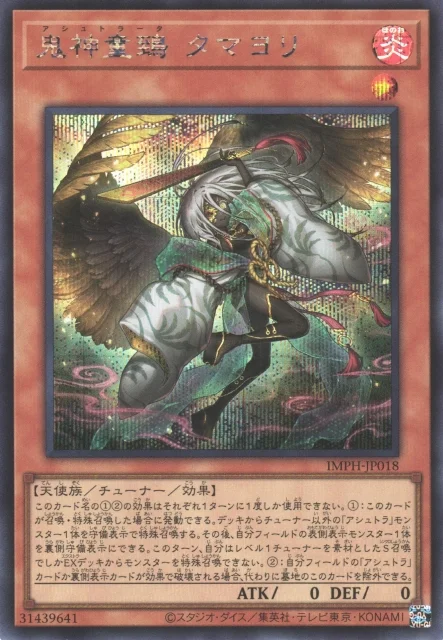 アシュトラータ
鬼神童鵺 タマヨリ
炎
IMPH-JP018
【天使族／チューナー／効果】
このカード名の①②の効果はそれぞれ1ターンに1度しか使用できない。①：このカード
が召喚・特殊召喚した場合に発動できる。デッキからチューナー以外の「アシュトラ」モン
スター1体を守備表示で特殊召喚する。その後、自分フィールドの表側表示モンスター1体
を裏側守備表示にできる。このターン、自分はレベル1チューナーを素材としたS召喚
でしかEXデッキからモンスターを特殊召喚できない。②：自分フィールドの「アシュトラ」
カードか裏側表示カードが効果で破壊される場合、代わりに墓地のこのカードを除外できる。
ATK/ 0 DEF/ 0
31439641
©スタジオ・ダイス／集英社・テレビ東京・KONAMI